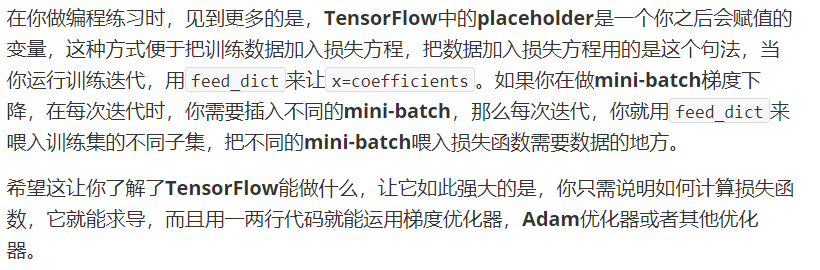 在你做编程练习时，见到更多的是，TensorFlow中的placeholder是一个你之后会赋值的
变量，这种方式便于把训练数据加入损失方程，把数据加入损失方程用的是这个句法，当
你运行训练迭代，用feed_dict来让x=coefficients。如果你在做mini-batch梯度下
降，在每次迭代时，你需要插入不同的mini-batch，那么每次迭代，你就用feed_dict来
喂入训练集的不同子集，把不同的mini-batch喂入损失函数需要数据的地方。
希望这让你了解了TensorFlow能做什么，让它如此强大的是，你只需说明如何计算损失函
数，它就能求导，而且用一两行代码就能运用梯度优化器，Adam优化器或者其他优化
器。